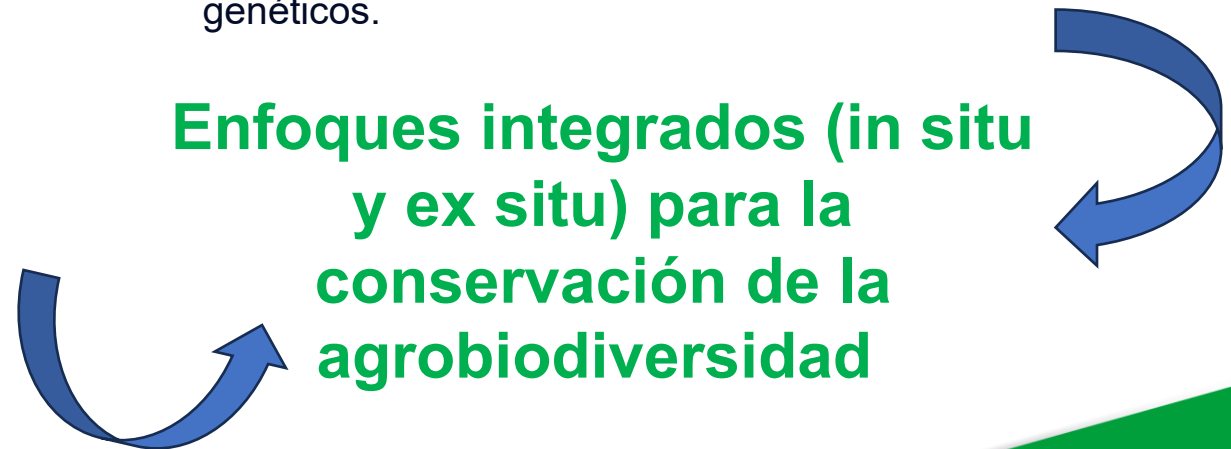 genéticos.
Enfoques integrados (in situ
y ex situ) para la
conservación de la
agrobiodiversidad